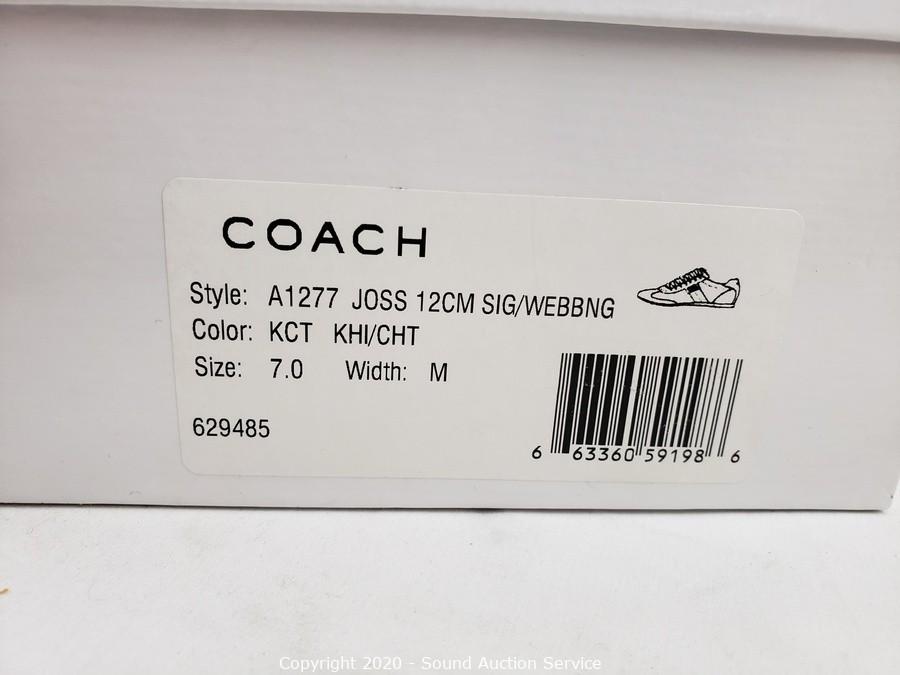 COACH
Style: A1277 JOSS 12CM SIG/WEBBNG
Color: KCT KHI/CHT
Size: 7.0 Width: M
629485
6 63360 59198 6
Copyright 2020 - Sound Auction Service